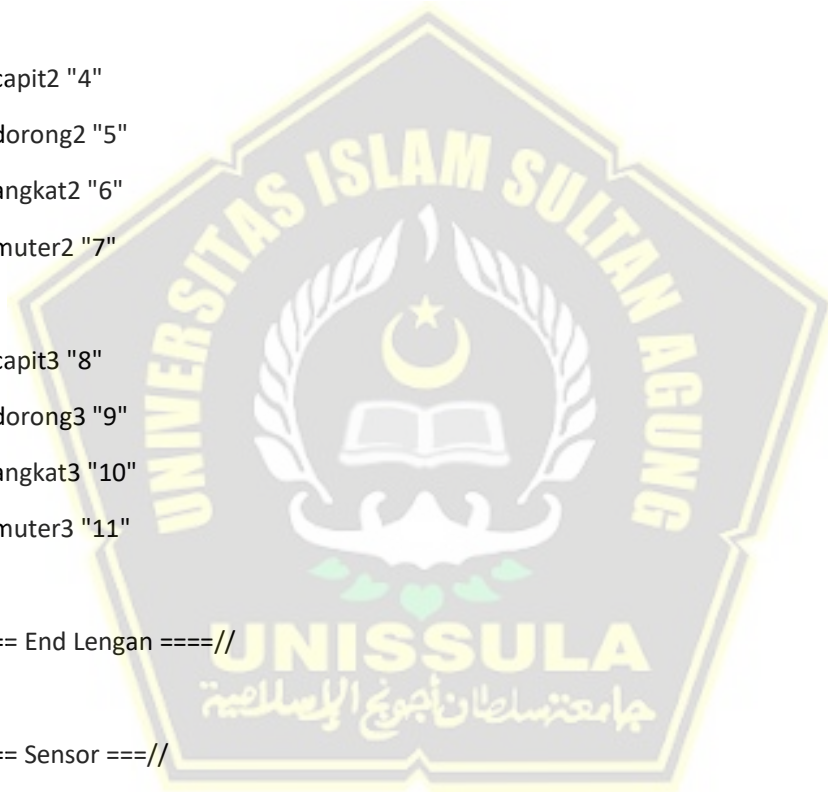 capit2 "4"
dorong2 "5"
angkat2 "6"
muter2 "7"
capit3 "8"
dorong3 "9"
angkat3 "10"
muter3 "11"
== End Lengan ====//
== Sensor ===//
UNIVERSITAS ISLAM SULTAN AGUNG
UNISSULA
جامعة سلطان أجونج الإسلامية